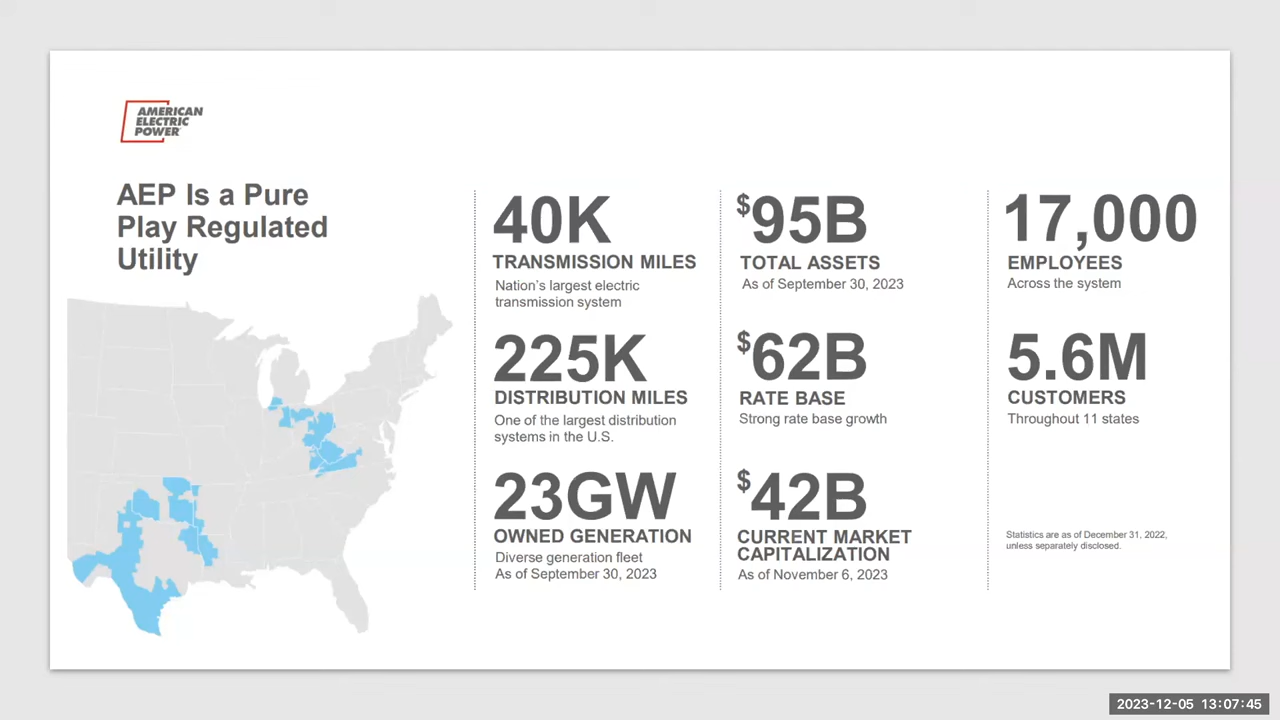 AMERICAN
ELECTRIC
POWER
AEP Is a Pure
Play Regulated
Utility
40K
TRANSMISSION MILES
Nation's largest electric
transmission system
225K
DISTRIBUTION MILES
One of the largest distribution
systems in the U.S.
23GW
OWNED GENERATION
Diverse generation fleet
As of September 30, 2023
$95B
TOTAL ASSETS
As of September 30, 2023
$62B
RATE BASE
Strong rate base growth
$42B
CURRENT MARKET
CAPITALIZATION
As of November 6, 2023
17,000
EMPLOYEES
Across the system
5.6M
CUSTOMERS
Throughout 11 states
Statistics are as of December 31, 2022,
unless separately disclosed.
2023-12-05 13:07:45